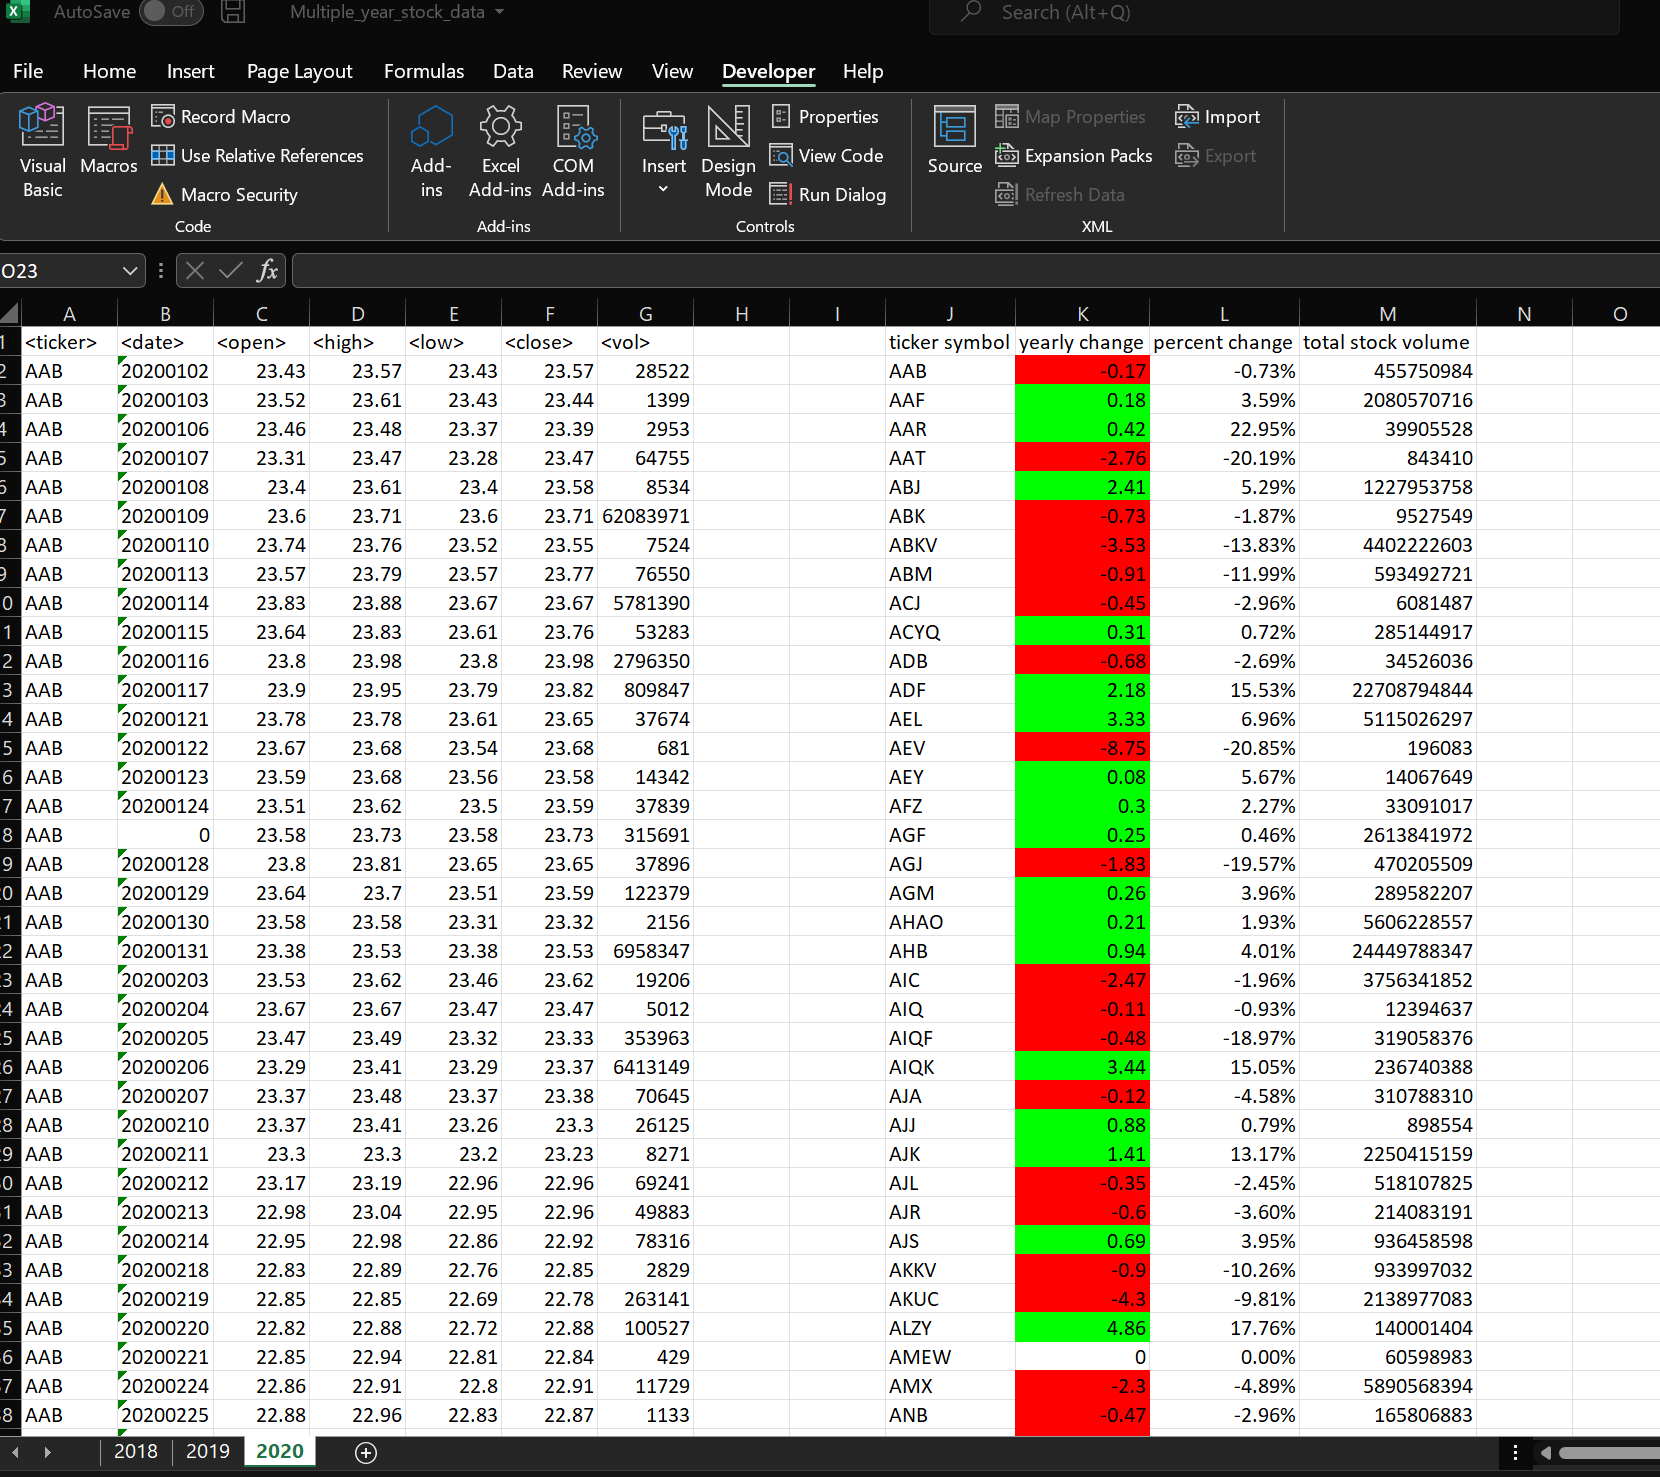 AutoSave Off Multiple_year_stock_data Search (Alt+Q)
File Home Insert Page Layout Formulas Data Review View Developer Help
Visual Basic
Macros
Record Macro
Use Relative References
Macro Security
Code
Add-ins
Excel Add-ins
COM Add-ins
Add-ins
Insert
Design Mode
Properties
View Code
Run Dialog
Controls
Source
Map Properties
Expansion Packs
Refresh Data
Import
Export
XML
O23 fx
A B C D E F G H I J K L M N O
1 <ticker> <date> <open> <high> <low> <close> <vol> ticker symbol yearly change percent change total stock volume
2 AAB 20200102 23.43 23.57 23.43 23.57 28522 AAB -0.17 -0.73% 455750984
3 AAB 20200103 23.52 23.61 23.43 23.44 1399 AAF 0.18 3.59% 2080570716
4 AAB 20200106 23.46 23.48 23.37 23.39 2953 AAR 0.42 22.95% 39905528
5 AAB 20200107 23.31 23.47 23.28 23.47 64755 AAT -2.76 -20.19% 843410
6 AAB 20200108 23.4 23.61 23.4 23.58 8534 ABJ 2.41 5.29% 1227953758
7 AAB 20200109 23.6 23.71 23.6 23.71 62083971 ABK -0.73 -1.87% 9527549
8 AAB 20200110 23.74 23.76 23.52 23.55 7524 ABKV -3.53 -13.83% 4402222603
9 AAB 20200113 23.57 23.79 23.57 23.77 76550 ABM -0.91 -11.99% 593492721
0 AAB 20200114 23.83 23.88 23.67 23.67 5781390 ACJ -0.45 -2.96% 6081487
1 AAB 20200115 23.64 23.83 23.61 23.76 53283 ACYQ 0.31 0.72% 285144917
2 AAB 20200116 23.8 23.98 23.8 23.98 2796350 ADB -0.68 -2.69% 34526036
3 AAB 20200117 23.9 23.95 23.79 23.82 809847 ADF 2.18 15.53% 22708794844
4 AAB 20200121 23.78 23.78 23.61 23.65 37674 AEL 3.33 6.96% 5115026297
5 AAB 20200122 23.67 23.68 23.54 23.68 681 AEV -8.75 -20.85% 196083
6 AAB 20200123 23.59 23.68 23.56 23.58 14342 AEY 0.08 5.67% 14067649
7 AAB 20200124 23.51 23.62 23.5 23.59 37839 AFZ 0.3 2.27% 33091017
8 AAB 0 23.58 23.73 23.58 23.73 315691 AGF 0.25 0.46% 2613841972
9 AAB 20200128 23.8 23.81 23.65 23.65 37896 AGJ -1.83 -19.57% 470205509
20 AAB 20200129 23.64 23.7 23.51 23.59 122379 AGM 0.26 3.96% 289582207
21 AAB 20200130 23.58 23.58 23.31 23.32 2156 AHAO 0.21 1.93% 5606228557
22 AAB 20200131 23.38 23.53 23.38 23.53 6958347 AHB 0.94 4.01% 24449788347
23 AAB 20200203 23.53 23.62 23.46 23.62 19206 AIC -2.47 -1.96% 3756341852
24 AAB 20200204 23.67 23.67 23.47 23.47 5012 AIQ -0.11 -0.93% 12394637
25 AAB 20200205 23.47 23.49 23.32 23.33 353963 AIQF -0.48 -18.97% 319058376
26 AAB 20200206 23.29 23.41 23.29 23.37 6413149 AIQK 3.44 15.05% 236740388
27 AAB 20200207 23.37 23.48 23.37 23.38 70645 AJA -0.12 -4.58% 310788310
28 AAB 20200210 23.37 23.41 23.26 23.3 26125 AJJ 0.88 0.79% 898554
29 AAB 20200211 23.3 23.3 23.2 23.23 8271 AJK 1.41 13.17% 2250415159
30 AAB 20200212 23.17 23.19 22.96 22.96 69241 AJL -0.35 -2.45% 518107825
31 AAB 20200213 22.98 23.04 22.95 22.96 49883 AJR -0.6 -3.60% 214083191
32 AAB 20200214 22.95 22.98 22.86 22.92 78316 AJS 0.69 3.95% 936458598
33 AAB 20200218 22.83 22.89 22.76 22.85 2829 AKKV -0.9 -10.26% 933997032
34 AAB 20200219 22.85 22.85 22.69 22.78 263141 AKUC -4.3 -9.81% 2138977083
35 AAB 20200220 22.82 22.88 22.72 22.88 100527 ALZY 4.86 17.76% 140001404
36 AAB 20200221 22.85 22.94 22.81 22.84 429 AMEW 0 0.00% 60598983
37 AAB 20200224 22.86 22.91 22.8 22.91 11729 AMX -2.3 -4.89% 5890568394
38 AAB 20200225 22.88 22.96 22.83 22.87 1133 ANB -0.47 -2.96% 165806883
2018 2019 2020